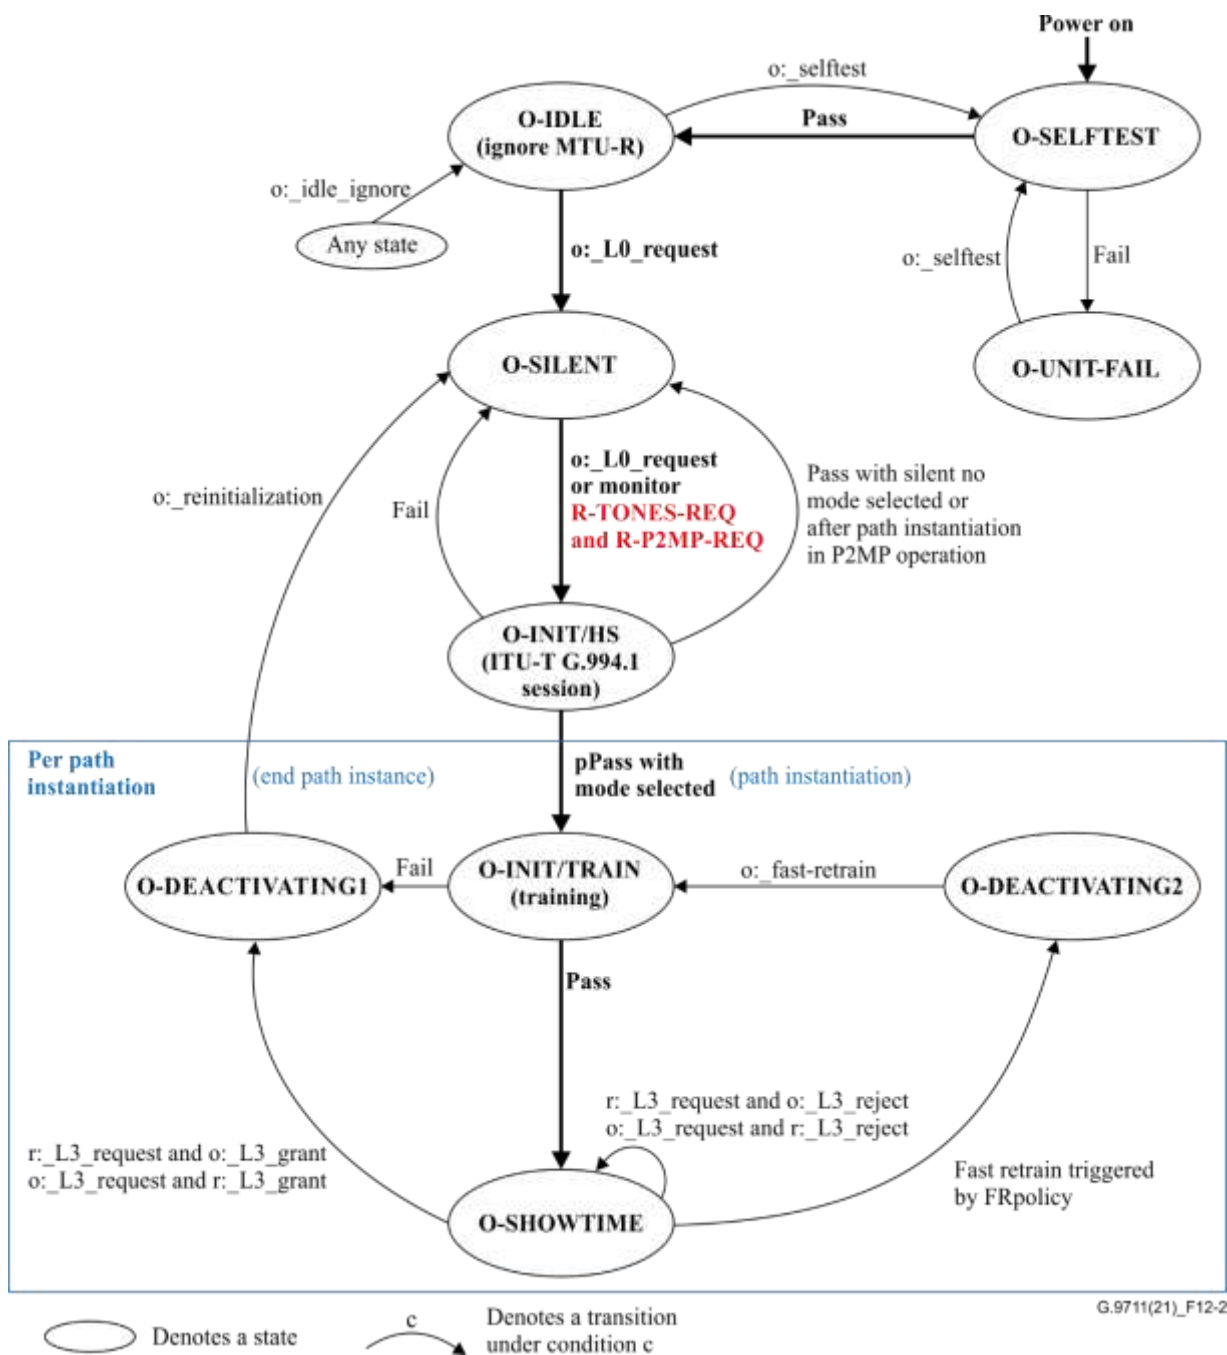 Power on
o:_selftest
O-IDLE
(ignore MTU-R)
Pass
O-SELFTEST
o:_idle_ignore
Any state
o:_L0_request
o:_selftest
Fail
O-SILENT
O-UNIT-FAIL
o:_reinitialization
Fail
o:_L0_request
or monitor
R-TONES-REQ
and R-P2MP-REQ
Pass with silent no
mode selected or
after path instantiation
in P2MP operation
O-INIT/HS
(ITU-T G.994.1
session)
Per path
instantiation
(end path instance)
pPass with
mode selected
(path instantiation)
O-DEACTIVATING1
Fail
O-INIT/TRAIN
(training)
o:_fast-retrain
O-DEACTIVATING2
Pass
r:_L3_request and o:_L3_reject
o:_L3_request and r:_L3_reject
r:_L3_request and o:_L3_grant
o:_L3_request and r:_L3_grant
Fast retrain triggered
by FRpolicy
O-SHOWTIME
G.9711(21)_F12-2
Denotes a state
c
Denotes a transition
under condition c